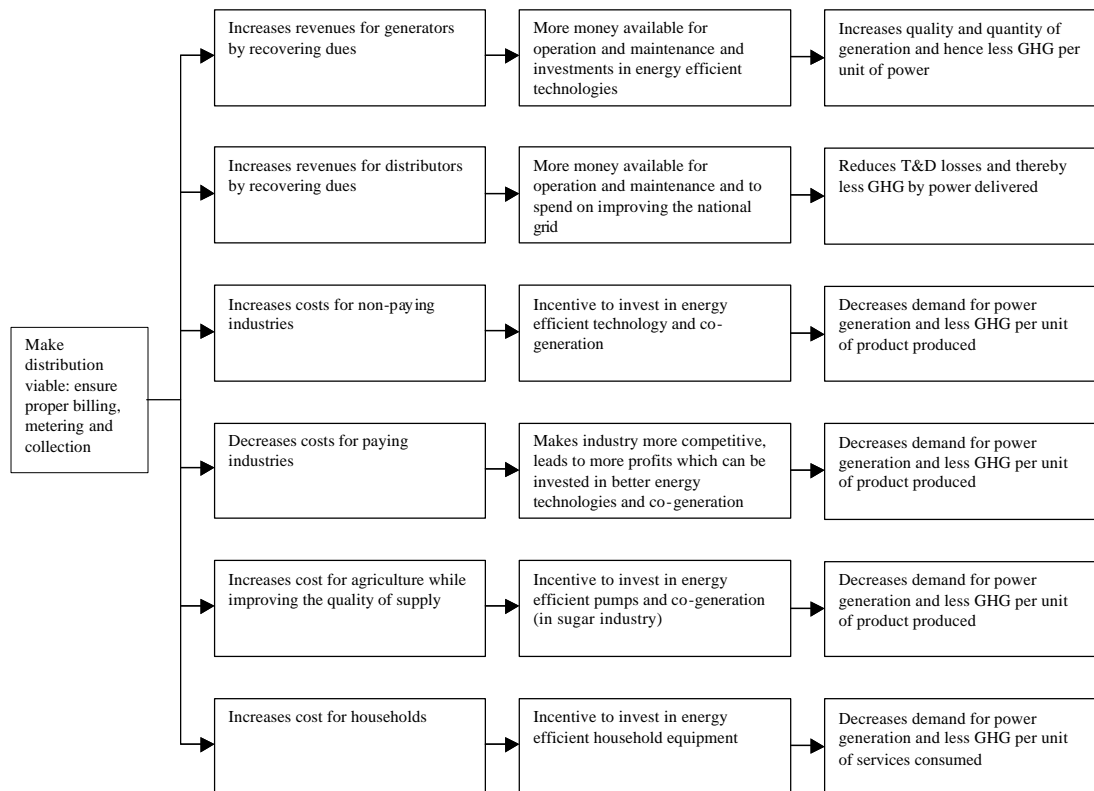 Increases revenues for generators
by recovering dues
More money available for
operation and maintenance and
investments in energy efficient
technologies
Increases quality and quantity of
generation and hence less GHG per
unit of power
Increases revenues for distributors
by recovering dues
More money available for
operation and maintenance and to
spend on improving the national
grid
Reduces T&D losses and thereby
less GHG by power delivered
Make
distribution
viable: ensure
proper billing,
metering and
collection
Increases costs for non-paying
industries
Incentive to invest in energy
efficient technology and co-
generation
Decreases demand for power
generation and less GHG per unit
of product produced
Decreases costs for paying
industries
Makes industry more competitive,
leads to more profits which can be
invested in better energy
technologies and co-generation
Decreases demand for power
generation and less GHG per unit
of product produced
Increases cost for agriculture while
improving the quality of supply
Incentive to invest in energy
efficient pumps and co-generation
(in sugar industry)
Decreases demand for power
generation and less GHG per unit
of product produced
Increases cost for households
Incentive to invest in energy
efficient household equipment
Decreases demand for power
generation and less GHG per unit
of services consumed